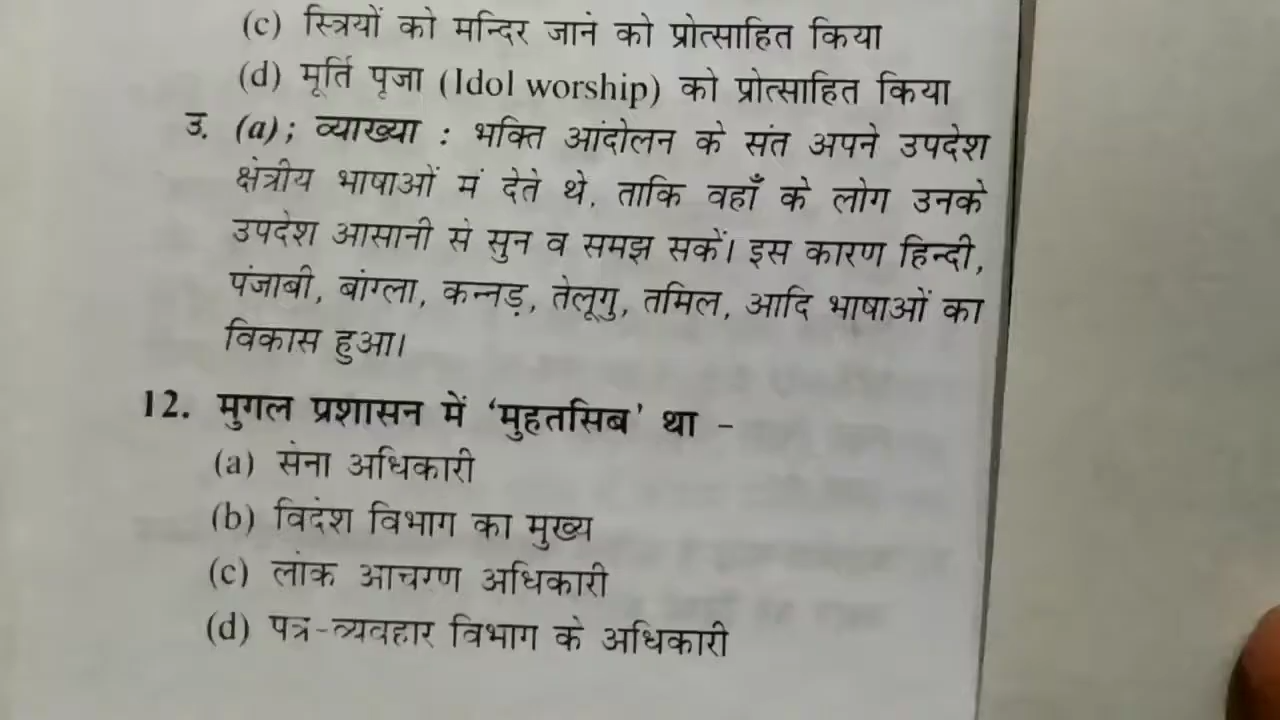 (c) स्त्रियों को मन्दिर जाने को प्रोत्साहित किया
(d) मूर्ति पूजा (Idol worship) को प्रोत्साहित किया
उ. (a); व्याख्या : भक्ति आंदोलन के संत अपने उपदेश
क्षेत्रीय भाषाओं में देते थे, ताकि वहाँ के लोग उनके
उपदेश आसानी से सुन व समझ सकें। इस कारण हिन्दी,
पंजाबी, बांग्ला, कन्नड़, तेलूगु, तमिल, आदि भाषाओं का
विकास हुआ।
12. मुगल प्रशासन में 'मुहतसिब' था -
(a) सेना अधिकारी
(b) विदेश विभाग का मुख्य
(c) लोक आचरण अधिकारी
(d) पत्र-व्यवहार विभाग के अधिकारी